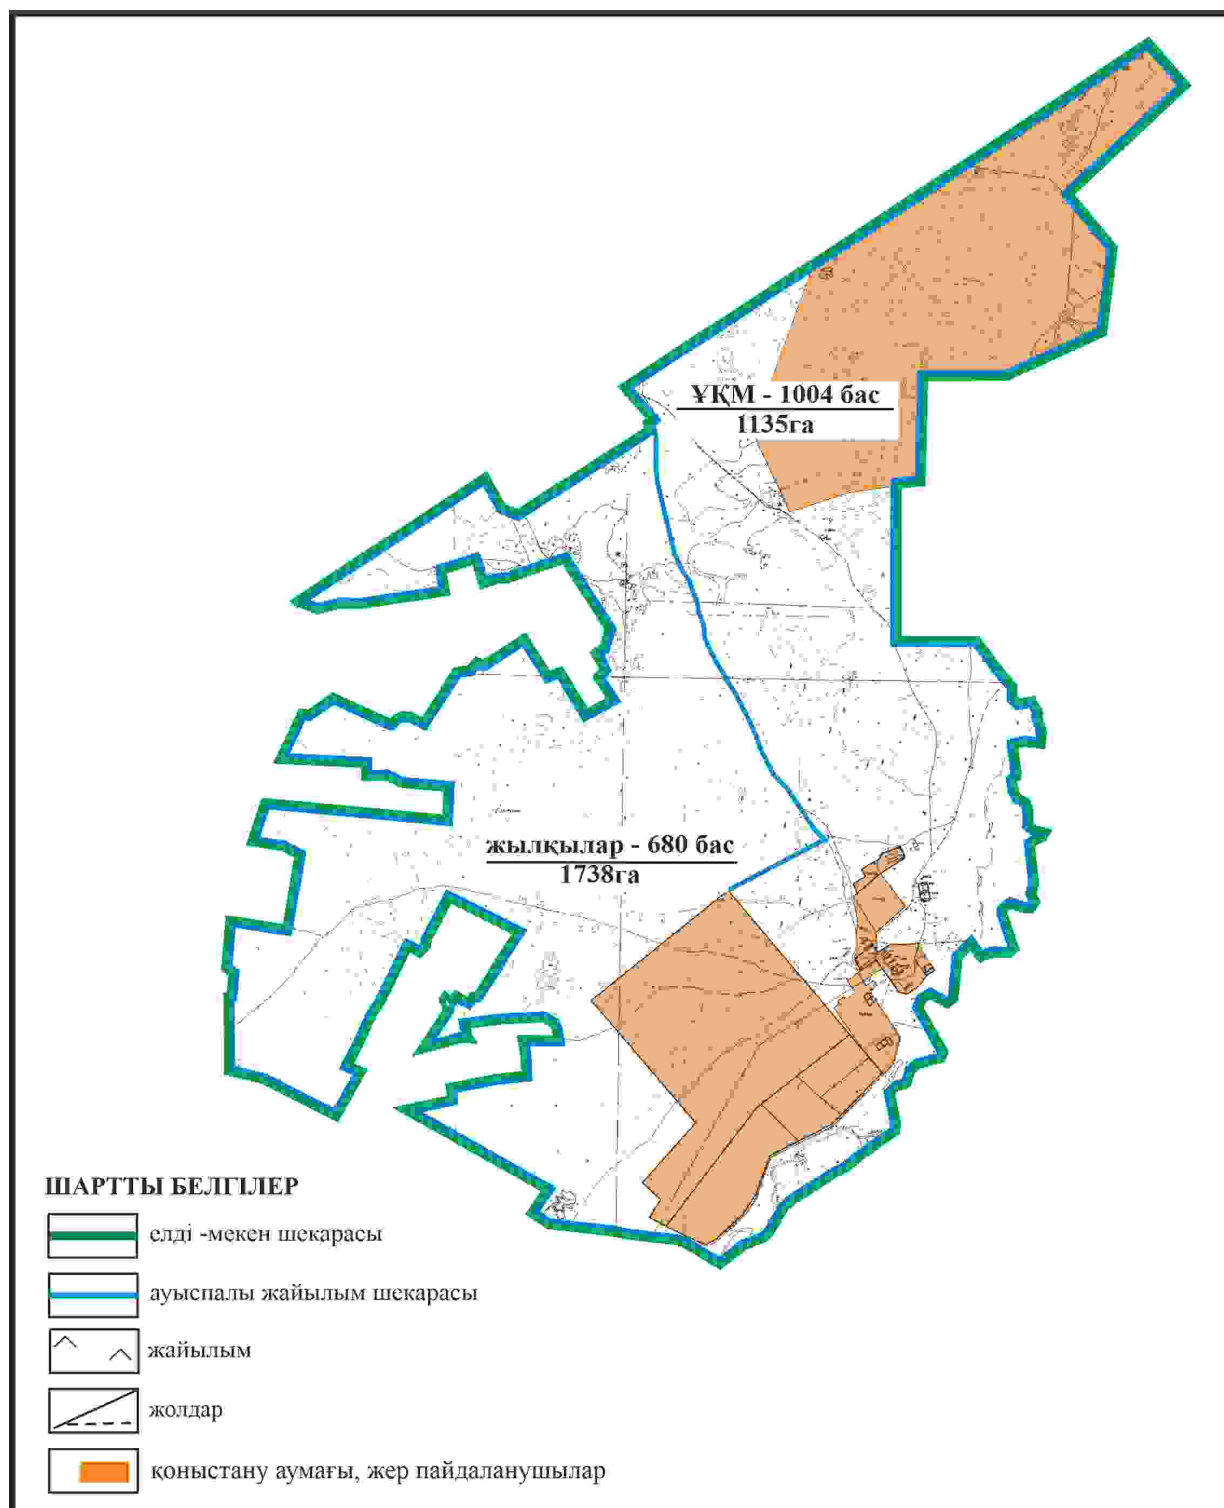 ҰҚМ - 1004 бас
1135га
жылқылар - 680 бас
1738га
ШАРТТЫ БЕЛГІЛЕР
елді -мекен шекарасы
ауыспалы жайылым шекарасы
жайылым
жолдар
қоныстану аумағы, жер пайдаланушылар